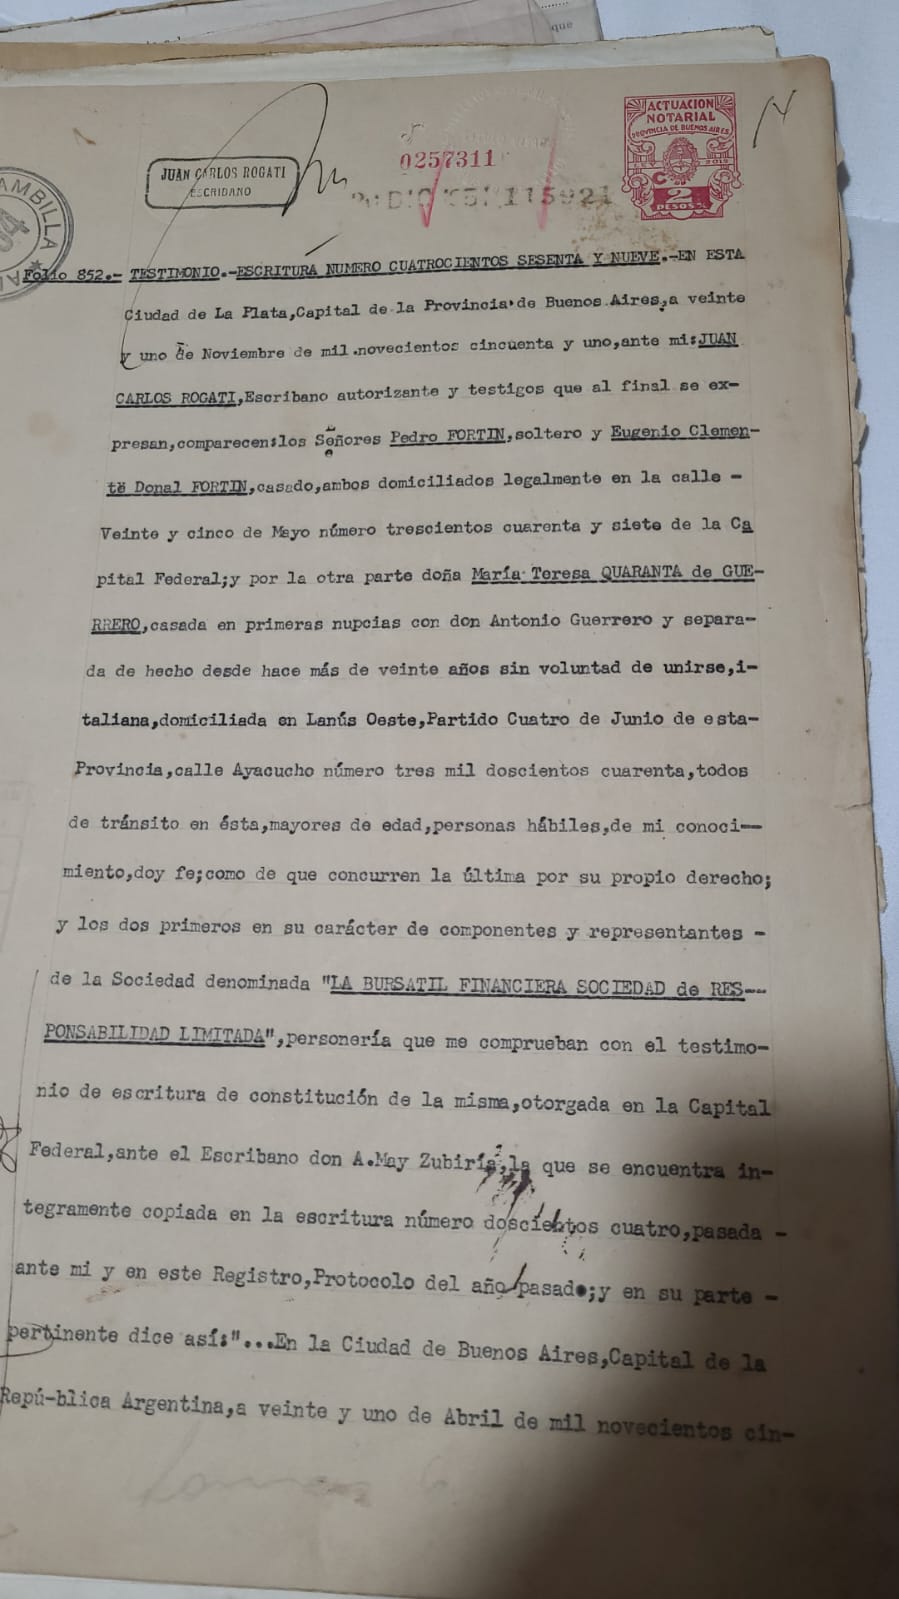 que
ACTUACION
NOTARIAL
PROVINCIA DE BUENOS AIRES
C
2
PESOS
14
0257311
JUAN CARLOS ROGATI
ESCRIBANO
AMBILLA
Folio 852.- TESTIMONIO.-ESCRITURA NUMERO CUATROCIENTOS SESENTA Y NUEVE.-EN ESTA
Ciudad de La Plata,Capital de la Provincia de Buenos Aires,a veinte
y uno de Noviembre de mil novecientos cincuenta y uno,ante mi:JUAN
CARLOS ROGATI,Escribano autorizante y testigos que al final se ex-
presan,comparecen:los Señores Pedro FORTIN,soltero y Eugenio Clemen-
te Donal FORTIN,casado,ambos domiciliados legalmente en la calle -
Veinte y cinco de Mayo número trescientos cuarenta y siete de la Ca
pital Federal;y por la otra parte doña María Teresa QUARANTA de GUE-
RRERO,casada en primeras nupcias con don Antonio Guerrero y separa-
da de hecho desde hace más de veinte años sin voluntad de unirse,i-
taliana,domiciliada en Lanús Oeste,Partido Cuatro de Junio de esta-
Provincia,calle Ayacucho número tres mil doscientos cuarenta,todos
de tránsito en ésta,mayores de edad,personas hábiles,de mi conoci--
miento,doy fe;como de que concurren la última por su propio derecho;
y los dos primeros en su carácter de componentes y representantes -
de la Sociedad denominada "LA BURSATIL FINANCIERA SOCIEDAD de RES--
PONSABILIDAD LIMITADA",personería que me comprueban con el testimo-
nio de escritura de constitución de la misma,otorgada en la Capital
Federal,ante el Escribano don A.May Zubiría,la que se encuentra in-
tegramente copiada en la escritura número doscientos cuatro,pasada -
ante mi y en este Registro,Protocolo del año pasado;y en su parte -
pertinente dice así:"...En la Ciudad de Buenos Aires,Capital de la
Repú-blica Argentina,a veinte y uno de Abril de mil novecientos cin-